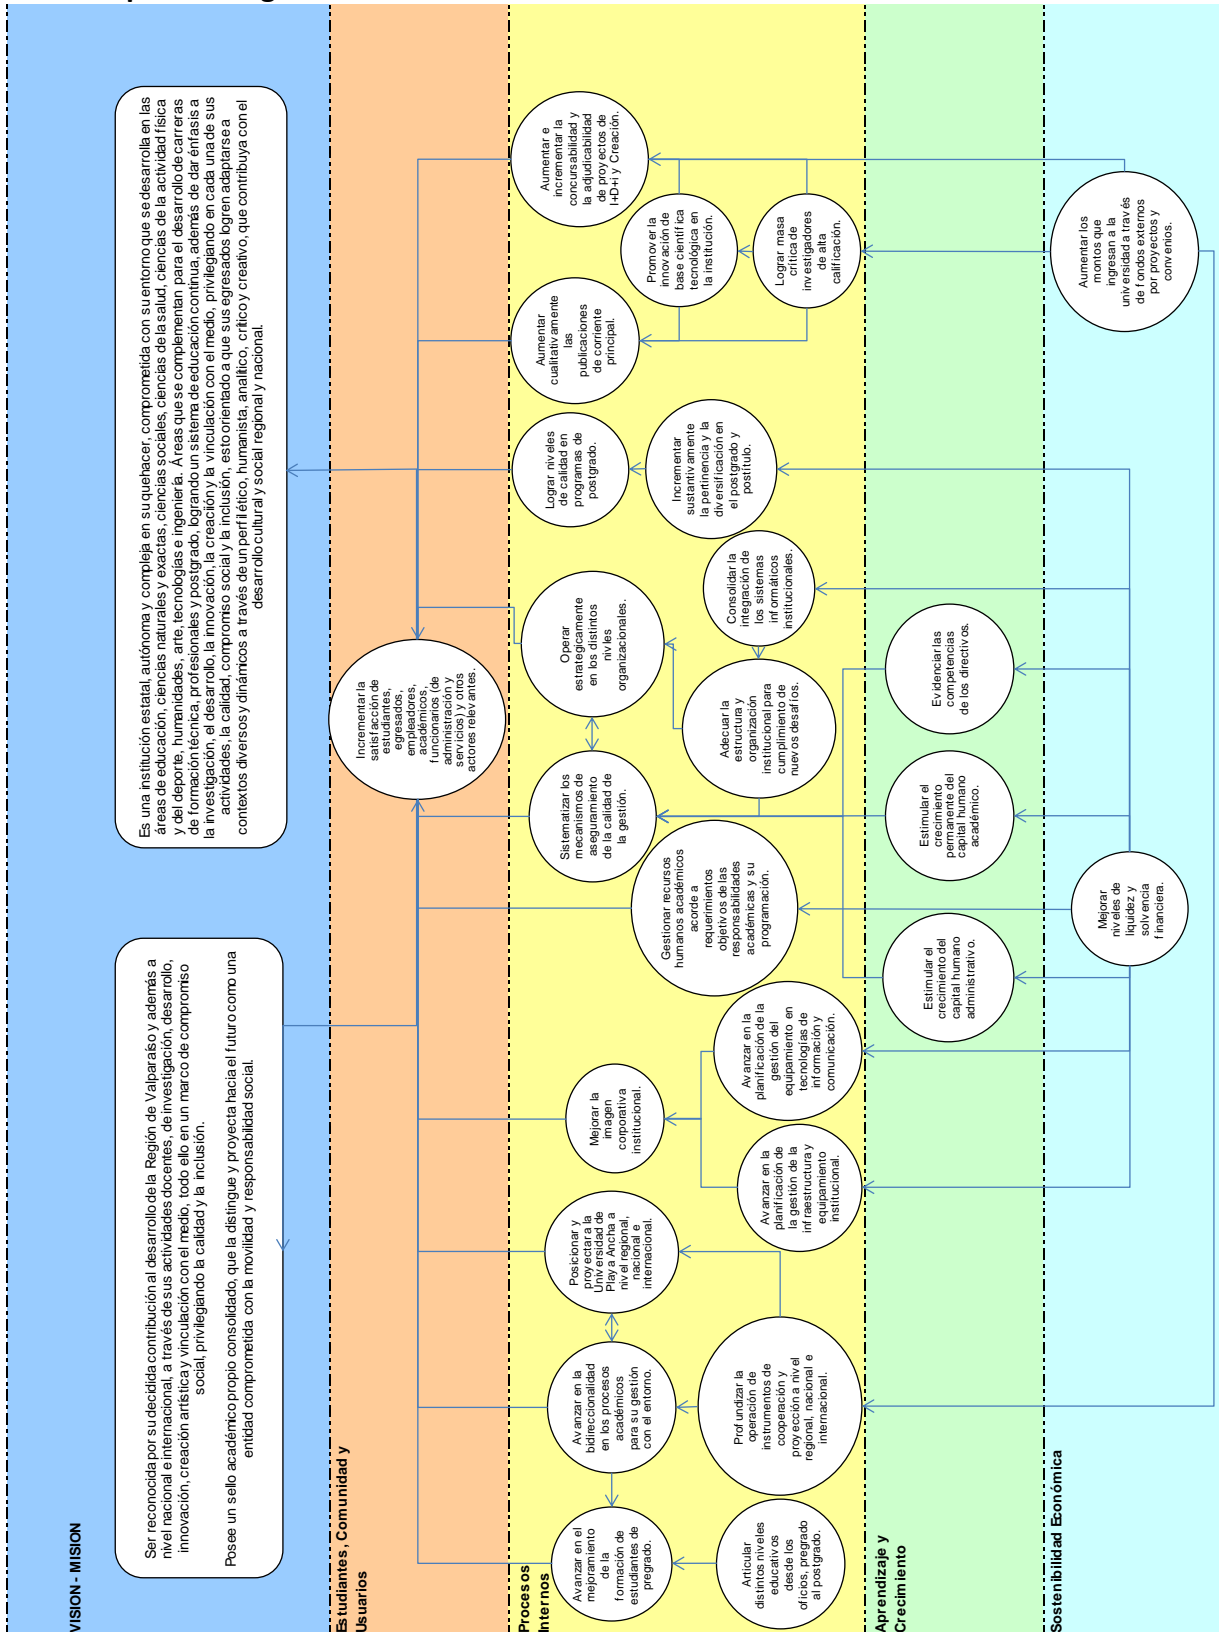 VISION - MISION
Ser reconocida por su decidida contribución al desarrollo de la Región de Valparaíso y además a
nivel nacional e internacional, a través de sus actividades docentes, de investigación, desarrollo,
innovación, creación artística y vinculación con el medio, todo ello en un marco de compromiso
social, privilegiando la calidad y la inclusión.
Posee un sello académico propio consolidado, que la distingue y proyecta hacia el futuro como una
entidad comprometida con la movilidad y responsabilidad social.
Es una institución estatal, autónoma y compleja en su quehacer, comprometida con su entorno que se desarrolla en las
áreas de educación, ciencias naturales y exactas, ciencias sociales, ciencias de la salud, ciencias de la actividad física
y del deporte, humanidades, arte, tecnologías e ingeniería. Áreas que se complementan para el desarrollo de carreras
de formación técnica, profesionales y postgrado, logrando un sistema de educación continua, además de dar énfasis a
la investigación, el desarrollo, la innovación, la creación y la vinculación con el medio, privilegiando en cada una de sus
actividades, la calidad, compromiso social y la inclusión, esto orientado a que sus egresados logren adaptarse a
contextos diversos y dinámicos a través de un perfil ético, humanista, analítico, crítico y creativo, que contribuya con el
desarrollo cultural y social regional y nacional.
Estudiantes, Comunidad y
Usuarios
Incrementar la
satisfacción de
estudiantes,
egresados,
empleadores,
académicos,
funcionarios (de
administración y
servicios) y otros
actores relevantes.
Procesos
Internos
Avanzar en el
mejoramiento
de la
formación de
estudiantes de
pregrado.
Avanzar en la
bidireccionalidad
en los procesos
académicos
para su gestión
con el entorno.
Posicionar y
proyectar a la
Universidad de
Playa Ancha a
nivel regional,
nacional e
internacional.
Mejorar la
imagen
corporativa
institucional.
Sistematizar los
mecanismos de
aseguramiento
de la calidad de
la gestión.
Operar
estrategicamente
en los distintos
nivles
organizacionales.
Lograr niveles
de calidad en
programas de
postgrado.
Aumentar
cualitativamente
las
publicaciones
de corriente
principal.
Aumentar e
incrementar la
concursabilidad y
la adjudicabilidad
de proyectos de
I+D+i y Creación.
Articular
distintos niveles
educativos
desde los
oficios, pregrado
al postgrado.
Profundizar la
operación de
instrumentos de
cooperación y
proyección a nivel
regional, nacional e
internacional.
Avanzar en la
planificación de
la gestión de la
infraestructura y
equipamiento
institucional.
Avanzar en la
planificación de la
gestión del
equipamiento en
tecnologías de
información y
comunicación.
Gestionar recursos
humanos académicos
acorde a
requerimientos
objetivos de las
responsabilidades
académicas y su
programación.
Adecuar la
estructura y
organización
institucional para
cumplimiento de
nuevos desafíos.
Consolidar la
integración de
los sistemas
informáticos
institucionales.
Incrementar
sustantivamente
la pertinencia y la
diversificación en
el postgrado y
postítulo.
Promover la
innovación de
base científica
tecnológica en
la institución.
Lograr masa
crítica de
investigadores
de alta
calificación.
Aprendizaje y
Crecimiento
Estimular el
crecimiento del
capital humano
administrativo.
Estimular el
crecimiento
permanente del
capital humano
académico.
Evidenciar las
competencias
de los directivos.
Sostenibilidad Económica
Mejorar
niveles de
liquidez y
solvencia
financiera.
Aumentar los
montos que
ingresan a la
universidad a través
de fondos externos
por proyectos y
convenios.